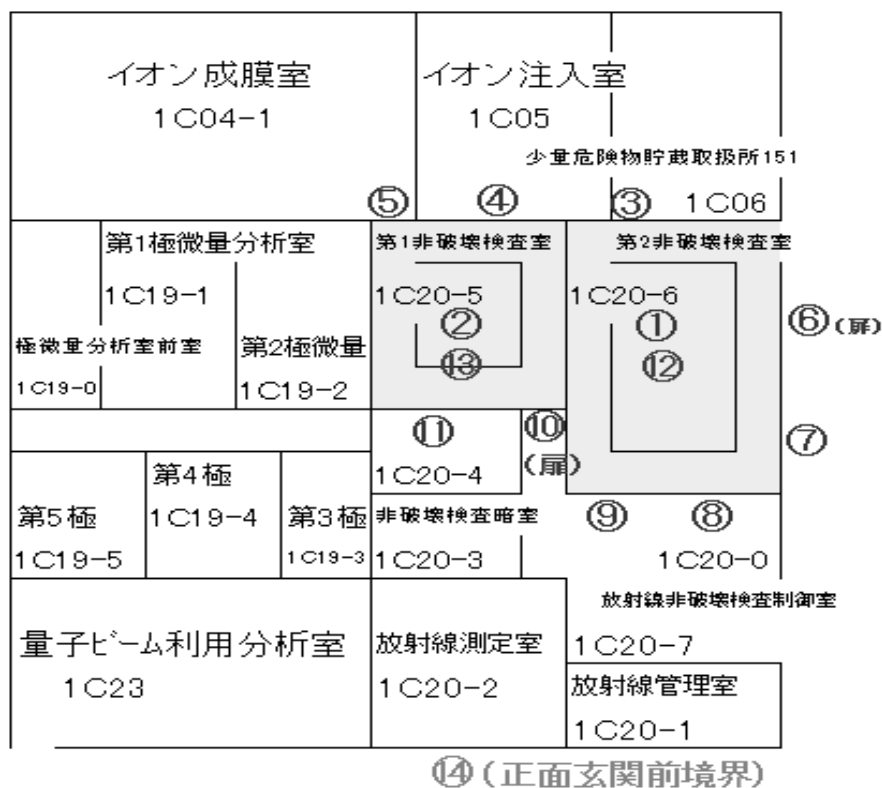 イオン成膜室
1C04-1
イオン注入室
1C05
少量危険物貯蔵取扱所151
1C06
⑤
④
③
第1極微量分析室
1C19-1
極微量分析室前室
1C19-0
第2極微量
1C19-2
第1非破壊検査室
1C20-5
②
⑬
第2非破壊検査室
1C20-6
①
⑫
⑥(扉)
⑦
⑪
1C20-4
⑩
(扉)
第5極
1C19-5
第4極
1C19-4
第3極
1C19-3
非破壊検査暗室
1C20-3
⑨
⑧
1C20-0
放射線非破壊検査制御室
1C20-7
量子ビーム利用分析室
1C23
放射線測定室
1C20-2
放射線管理室
1C20-1
⑭(正面玄関前境界)